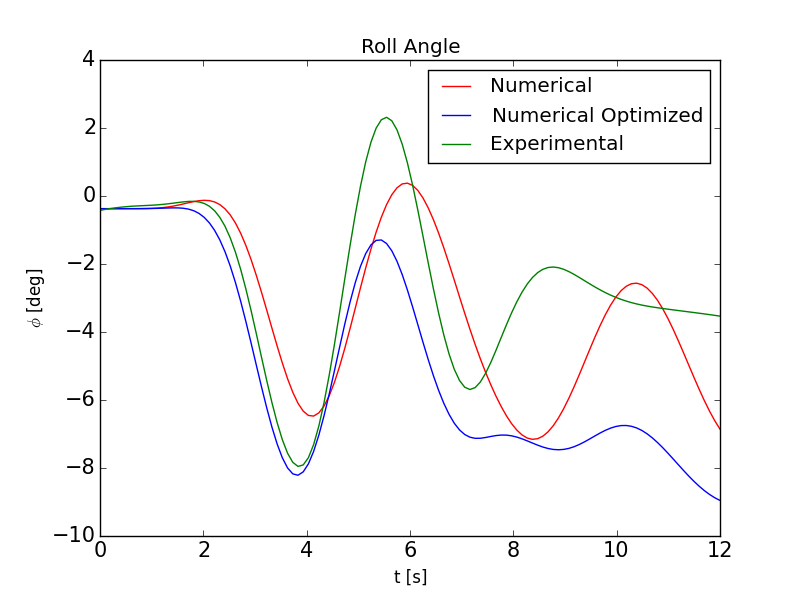 Roll Angle
4
2
0
−2
−4
−6
−8
−10
ϕ [deg]
Numerical
Numerical Optimized
Experimental
0 2 4 6 8 10 12
t [s]